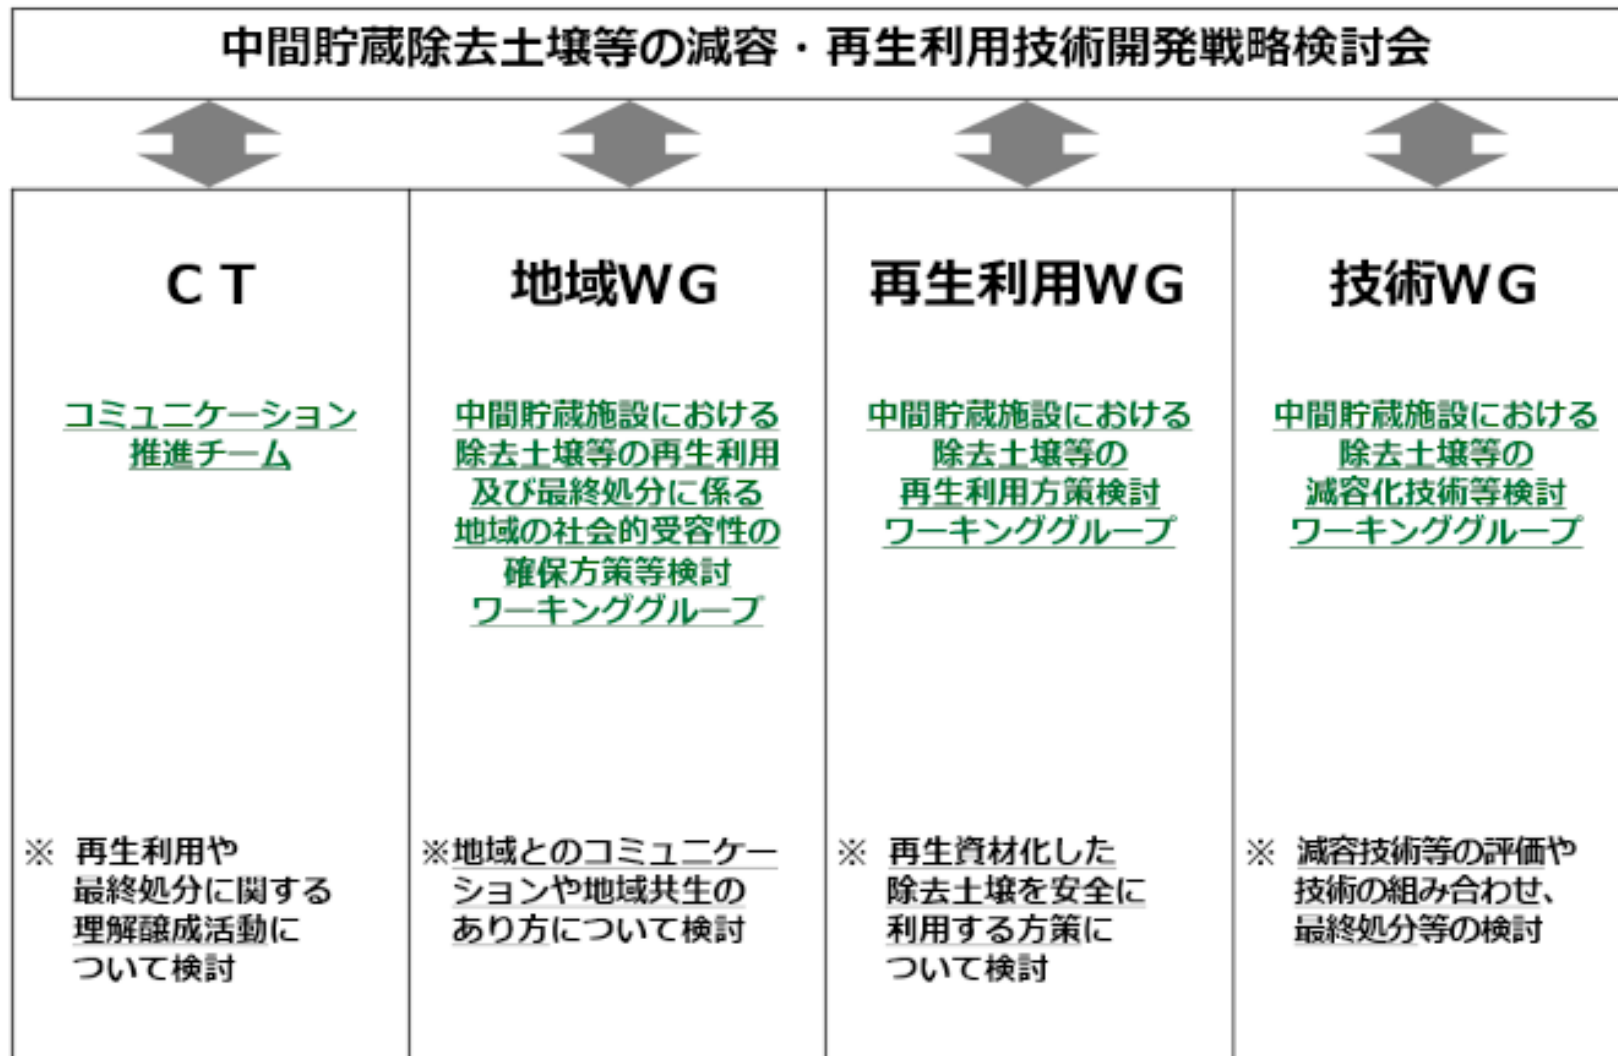 中間貯蔵除去土壌等の減容・再生利用技術開発戦略検討会
ＣＴ
コミュニケーション
推進チーム
※ 再生利用や
最終処分に関する
理解醸成活動に
ついて検討
地域ＷＧ
中間貯蔵施設における
除去土壌等の再生利用
及び最終処分に係る
地域の社会的受容性の
確保方策等検討
ワーキンググループ
※地域とのコミュニケー
ションや地域共生の
あり方について検討
再生利用ＷＧ
中間貯蔵施設における
除去土壌等の
再生利用方策検討
ワーキンググループ
※ 再生資材化した
除去土壌を安全に
利用する方策に
ついて検討
技術ＷＧ
中間貯蔵施設における
除去土壌等の
減容化技術等検討
ワーキンググループ
※ 減容技術等の評価や
技術の組み合わせ、
最終処分等の検討